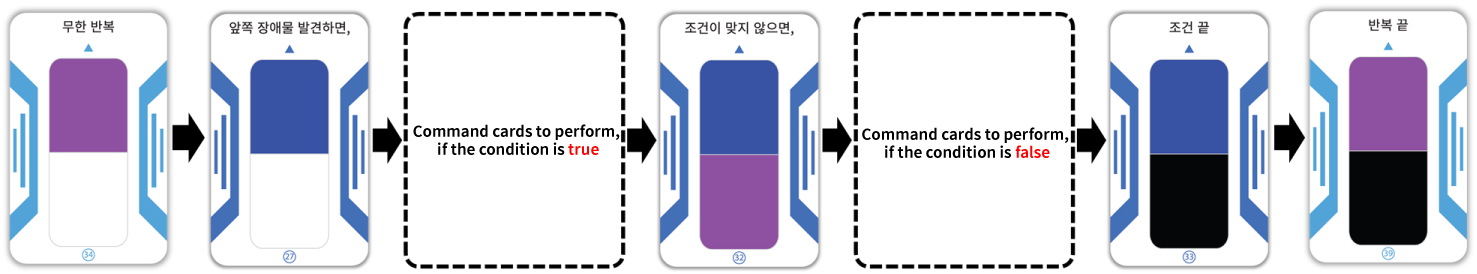 무한 반복
34
앞쪽 장애물 발견하면,
27
Command cards to perform,
if the condition is true
조건이 맞지 않으면,
32
Command cards to perform,
if the condition is false
조건 끝
33
반복 끝
39